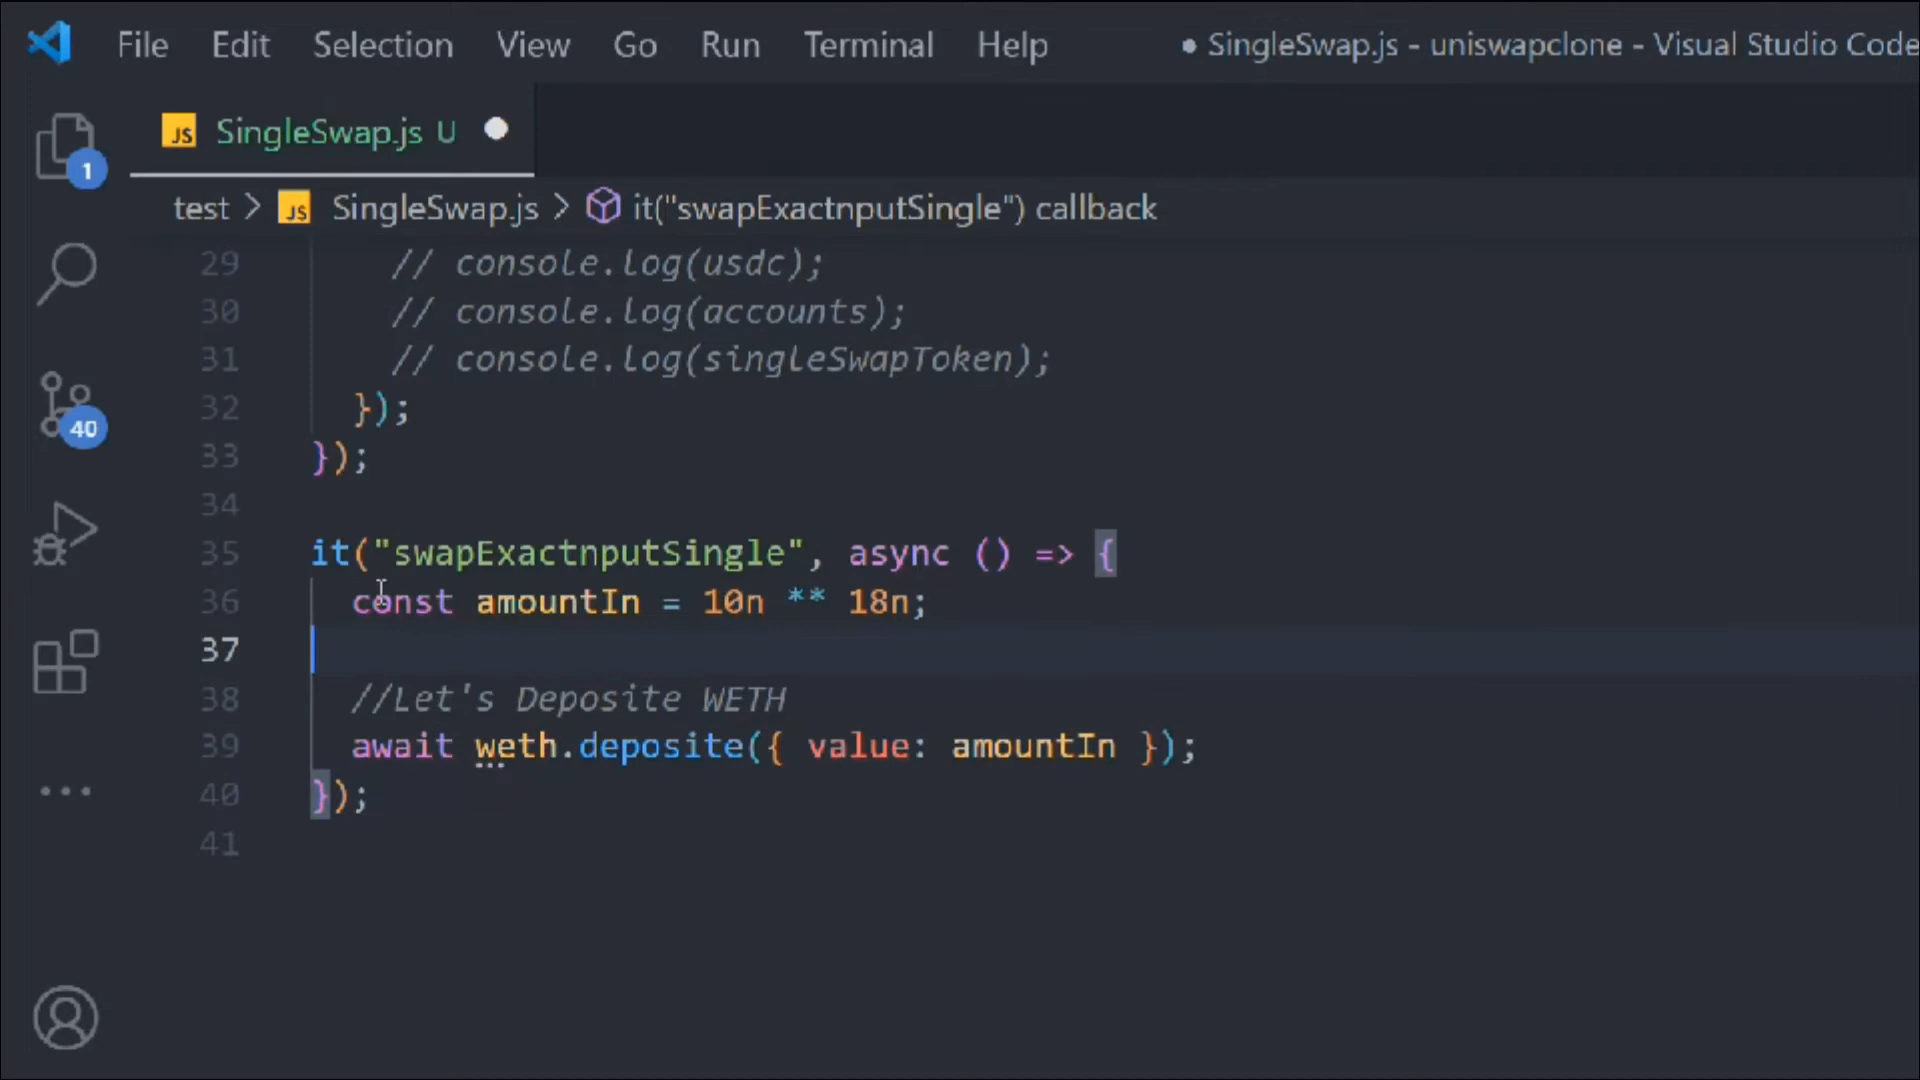 File Edit Selection View Go Run Terminal Help ● SingleSwap.js - uniswapclone - Visual Studio Code
JS SingleSwap.js U
1
test > JS SingleSwap.js > it("swapExactnputSingle") callback
29 // console.log(usdc);
30 // console.log(accounts);
31 // console.log(singleSwapToken);
32 });
40
33 });
34
35 it("swapExactnputSingle", async () => {
36 const amountIn = 10n ** 18n;
37
38 //Let's Deposite WETH
39 await weth.deposite({ value: amountIn });
40 });
41